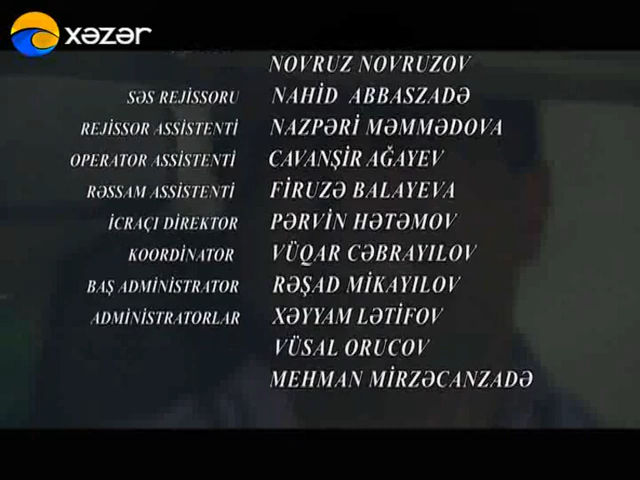 xəzər
NOVRUZ NOVRUZOV
SƏS REJİSSORU NAHİD ABBASZADƏ
REJİSSOR ASSİSTENTİ NAZPƏRİ MƏMMƏDOVA
OPERATOR ASSİSTENTİ CAVANŞİR AĞAYEV
RƏSSAM ASSİSTENTİ FİRUZƏ BALAYEVA
İCRAÇI DİREKTOR PƏRVİN HƏTƏMOV
KOORDİNATOR VÜQAR CƏBRAYILOV
BAŞ ADMİNİSTRATOR RƏŞAD MİKAYILOV
ADMİNİSTRATORLAR XƏYYAM LƏTİFOV
VÜSAL ORUCOV
MEHMAN MİRZƏCANZADƏ